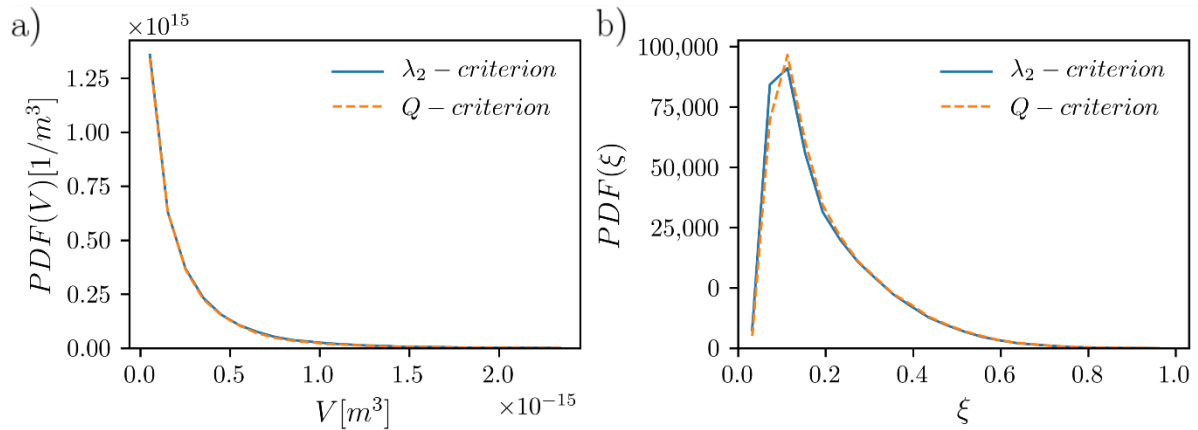 a)
×10^15
1.25
1.00
0.75
0.50
0.25
0.00
PDF(V)[1/m^3]
λ_2 − criterion
Q − criterion
0.0
0.5
1.0
1.5
2.0
V[m^3]
×10^−15
b)
100,000
75,000
50,000
25,000
0
0
PDF(ξ)
λ_2 − criterion
Q − criterion
0.0
0.2
0.4
0.6
0.8
1.0
ξ